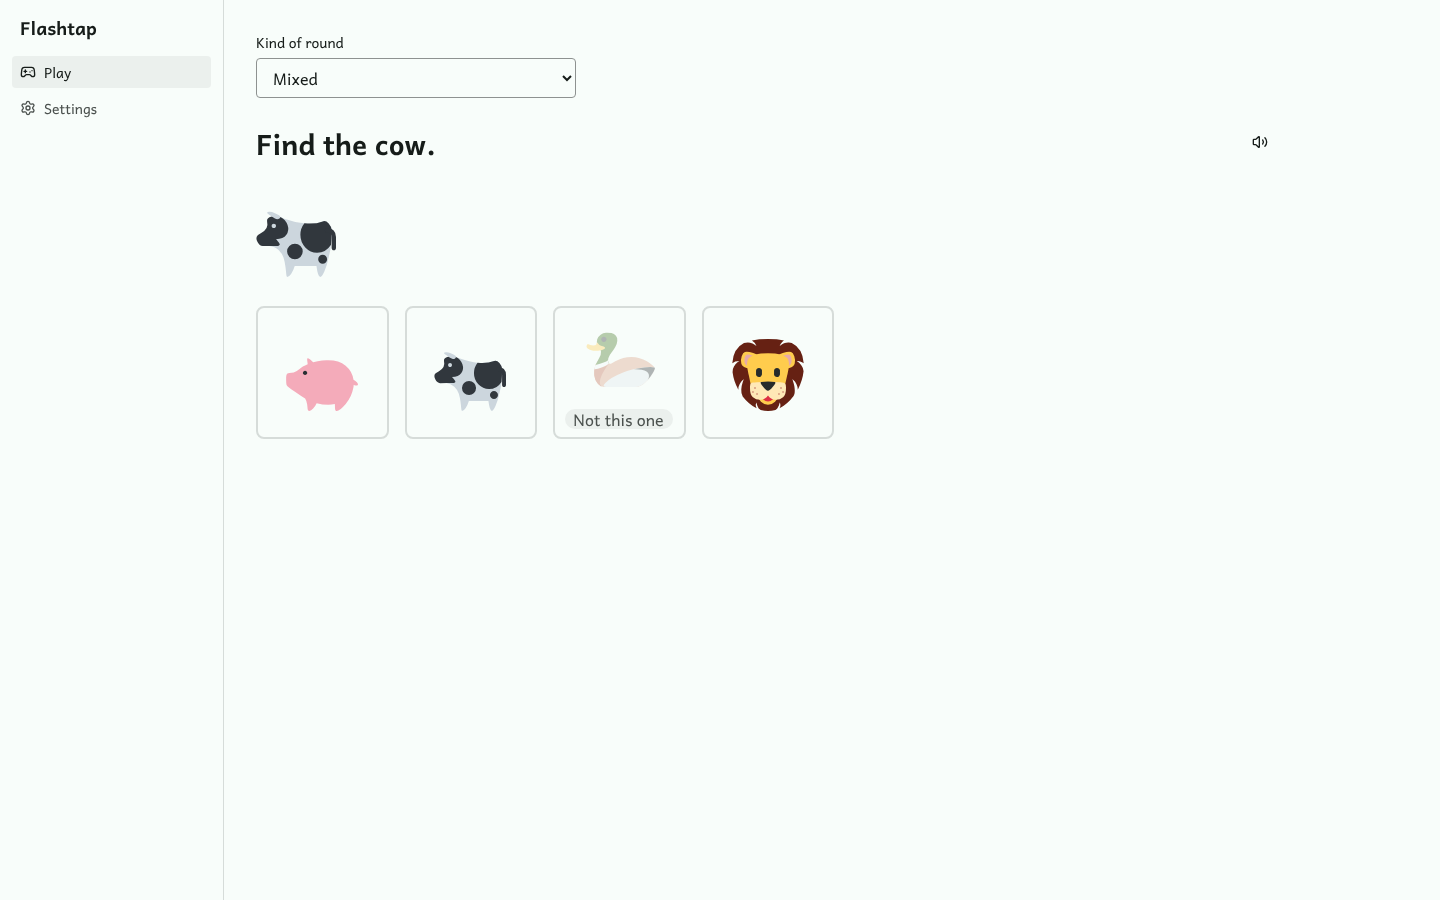 Flashtap
Play
Settings
Kind of round
Mixed
Find the cow.
Not this one